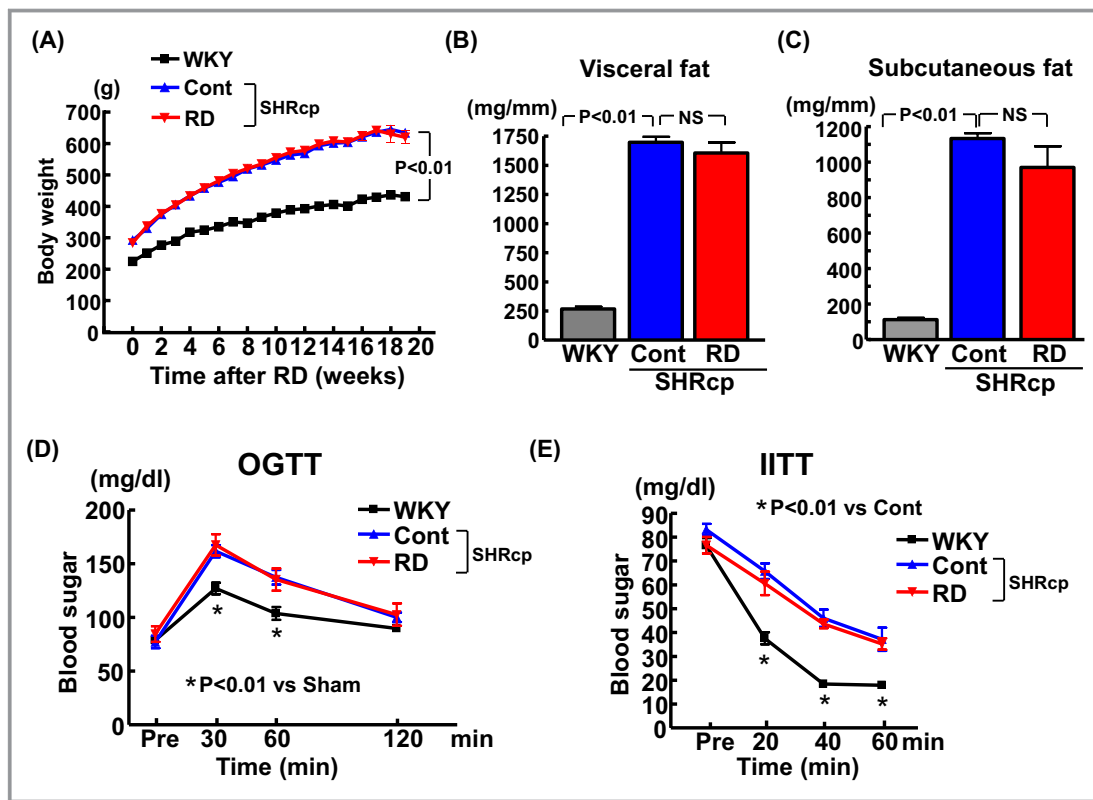 (A)
WKY
Cont
RD
SHRcp
(g)
700
600
500
400
300
200
100
0
Body weight
P<0.01
0 2 4 6 8 10 12 14 16 18 20
Time after RD (weeks)
(B)
Visceral fat
(mg/mm)
P<0.01 NS
1750
1500
1250
1000
750
500
250
0
WKY Cont RD
SHRcp
(C)
Subcutaneous fat
(mg/mm)
P<0.01 NS
1200
1000
800
600
400
200
0
WKY Cont RD
SHRcp
(D)
OGTT
(mg/dl)
WKY
Cont
RD
SHRcp
200
150
100
50
0
Blood sugar
*
*
*P<0.01 vs Sham
Pre 30 60 120 min
Time (min)
(E)
IITT
(mg/dl)
*P<0.01 vs Cont
WKY
Cont
RD
SHRcp
90
80
70
60
50
40
30
20
10
0
Blood sugar
*
*
*
Pre 20 40 60 min
Time (min)